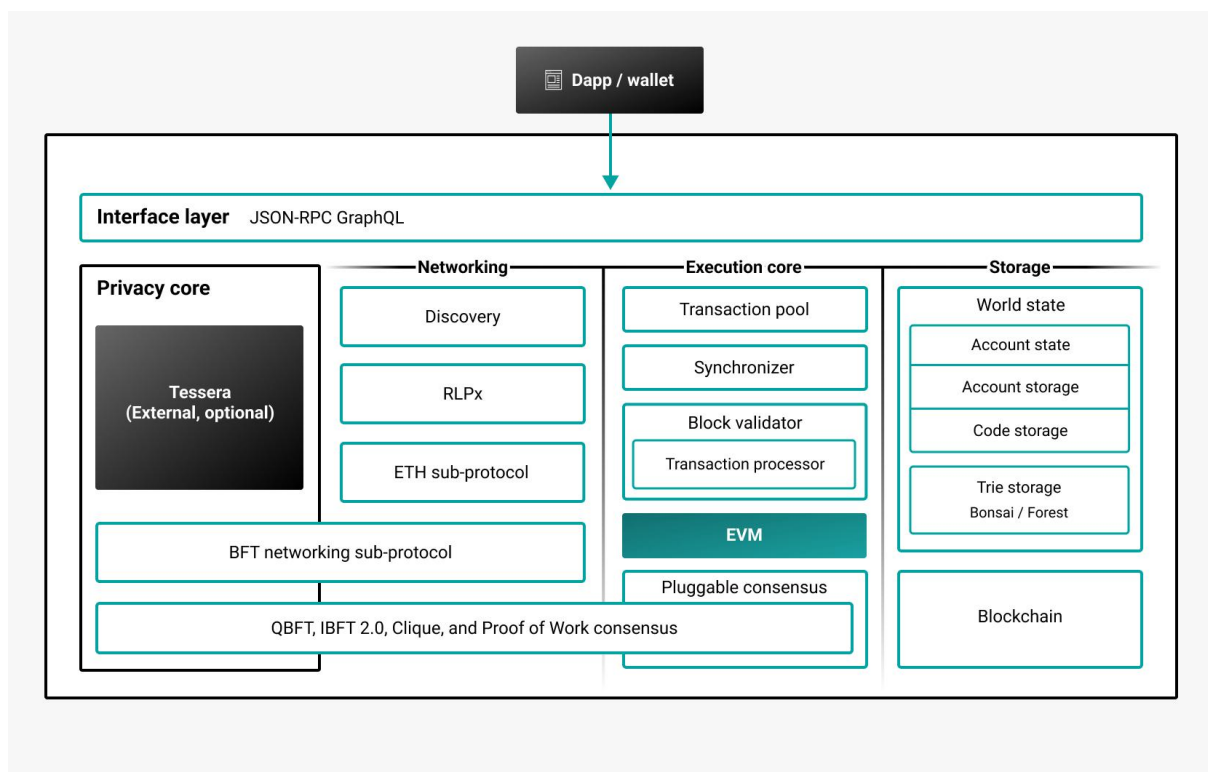 Dapp / wallet
Interface layer JSON-RPC GraphQL
Privacy core
Tessera
(External, optional)
Networking
Discovery
RLPx
ETH sub-protocol
BFT networking sub-protocol
QBFT, IBFT 2.0, Clique, and Proof of Work consensus
Execution core
Transaction pool
Synchronizer
Block validator
Transaction processor
EVM
Pluggable consensus
Storage
World state
Account state
Account storage
Code storage
Trie storage
Bonsai / Forest
Blockchain